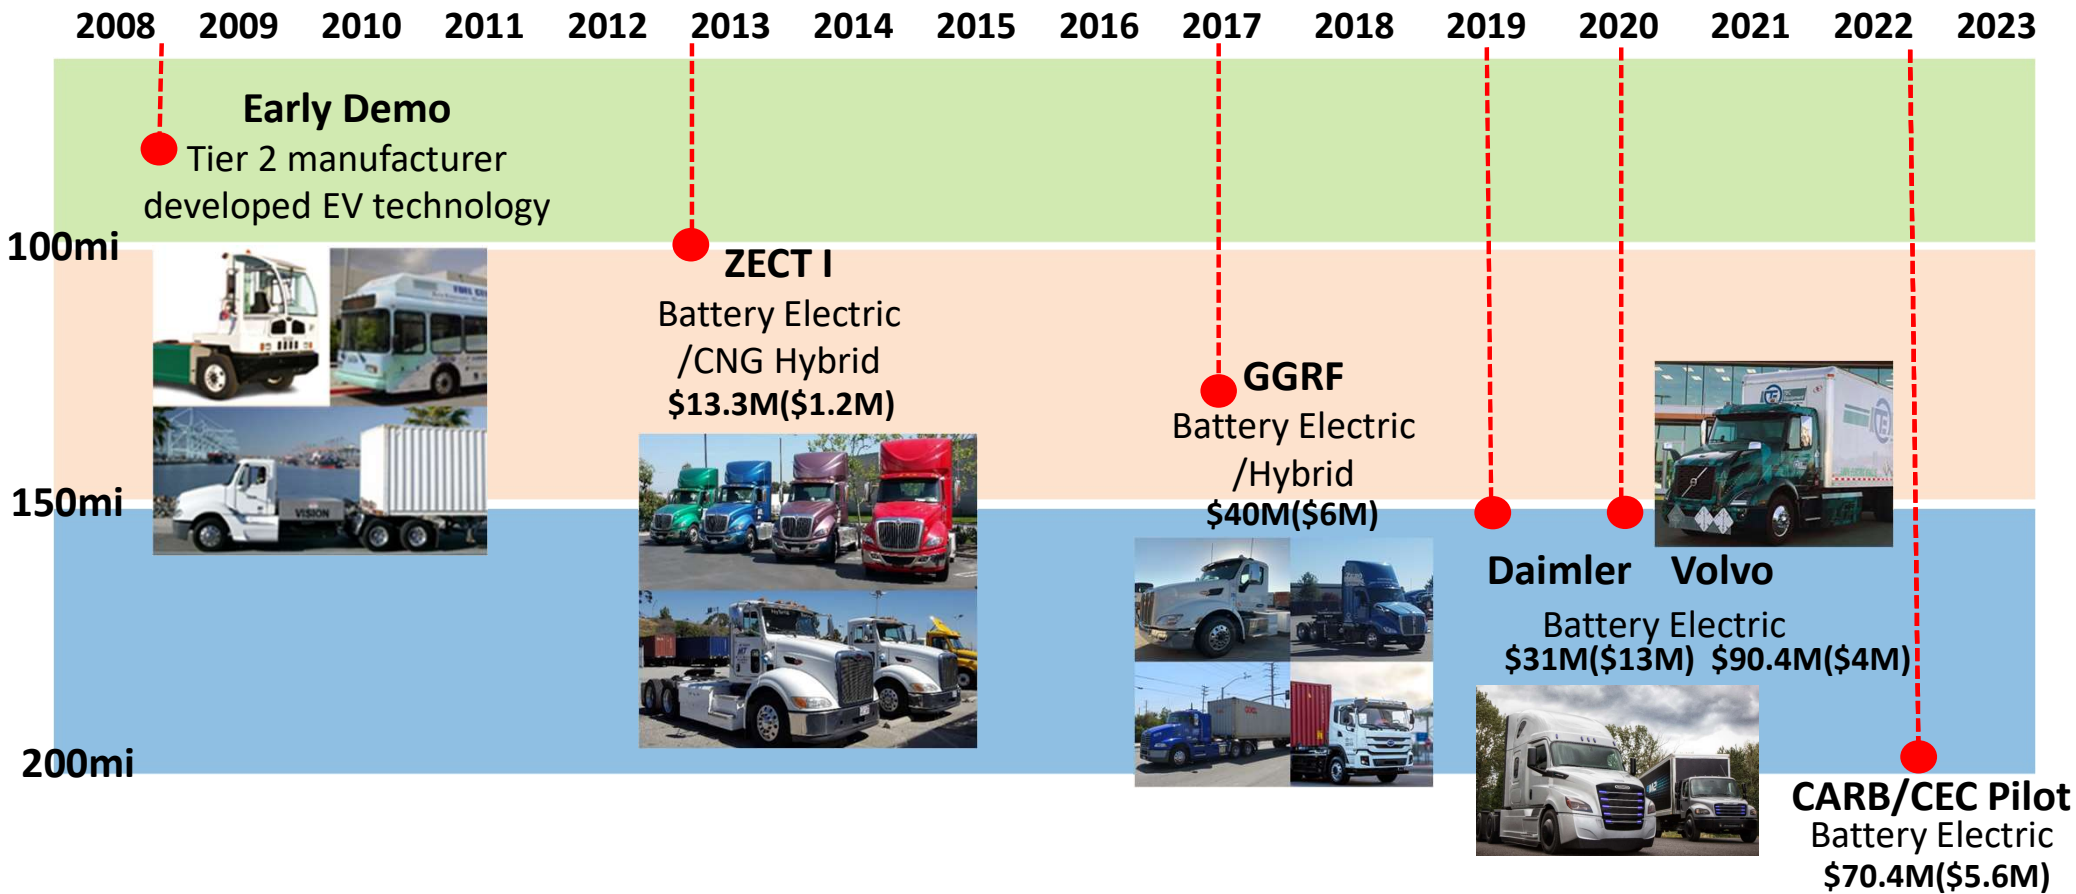 2008 2009 2010 2011 2012 2013 2014 2015 2016 2017 2018 2019 2020 2021 2022 2023
Early Demo
Tier 2 manufacturer
developed EV technology
100mi
ZECT I
Battery Electric
/CNG Hybrid
$13.3M($1.2M)
GGRF
Battery Electric
/Hybrid
$40M($6M)
150mi
VISION
Daimler Volvo
Battery Electric
$31M($13M) $90.4M($4M)
200mi
CARB/CEC Pilot
Battery Electric
$70.4M($5.6M)